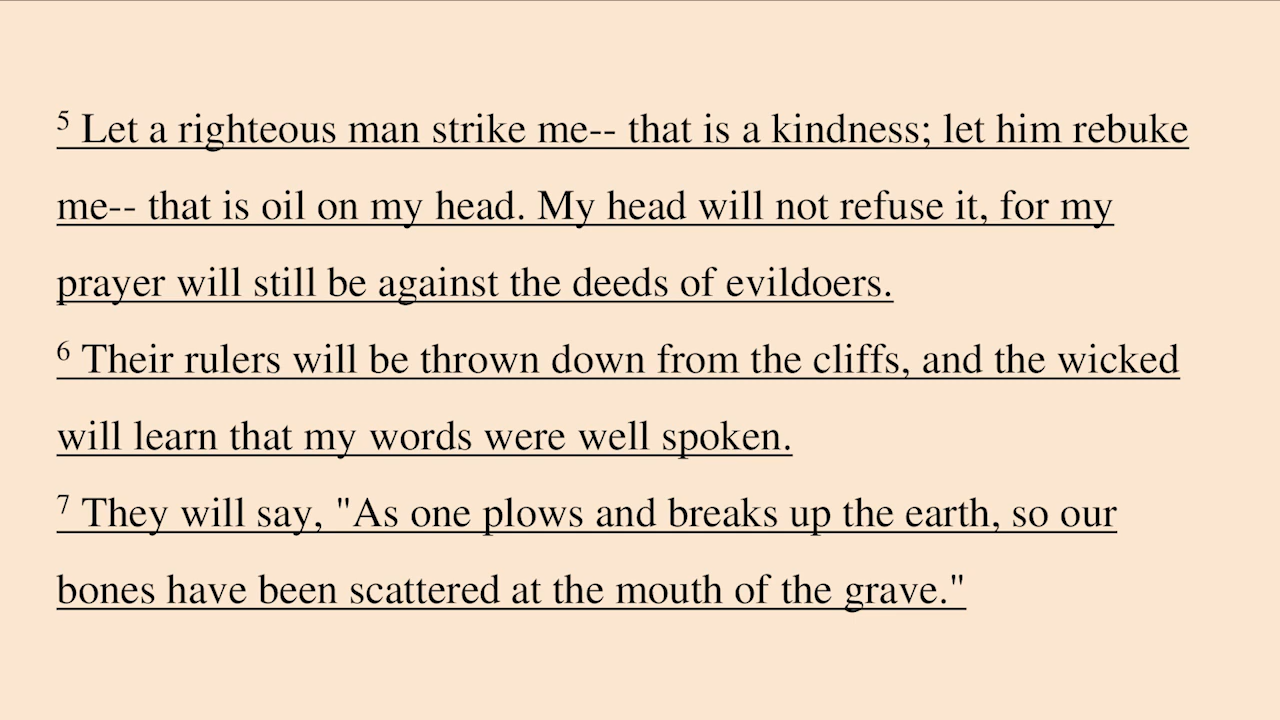 5 Let a righteous man strike me-- that is a kindness; let him rebuke
me-- that is oil on my head. My head will not refuse it, for my
prayer will still be against the deeds of evildoers.
6 Their rulers will be thrown down from the cliffs, and the wicked
will learn that my words were well spoken.
7 They will say, "As one plows and breaks up the earth, so our
bones have been scattered at the mouth of the grave."